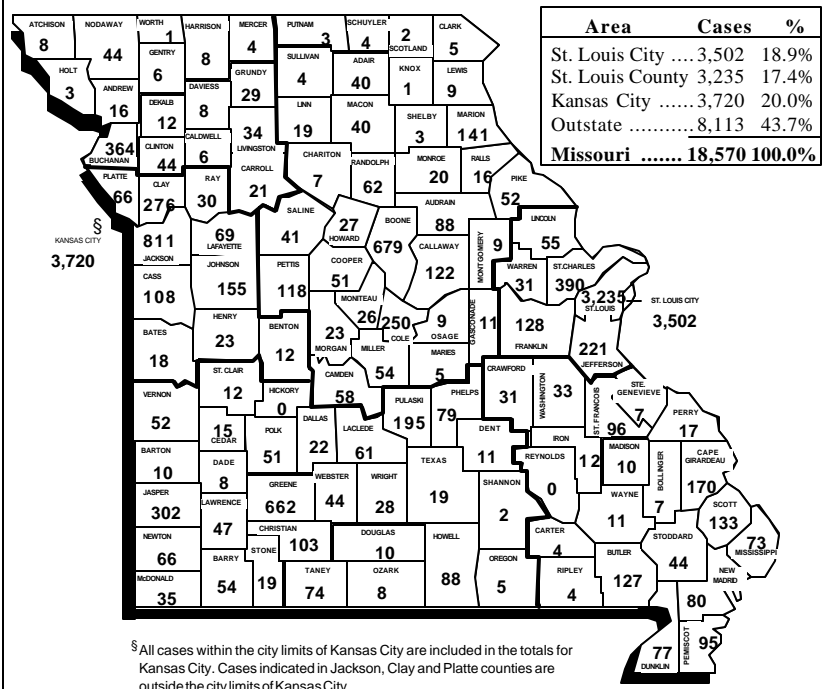 Area Cases %
St. Louis City .... 3,502 18.9%
St. Louis County 3,235 17.4%
Kansas City ...... 3,720 20.0%
Outstate ........... 8,113 43.7%
Missouri ....... 18,570 100.0%
ATCHISON
8
NODAWAY
44
WORTH
1
HARRISON
8
MERCER
4
PUTNAM
3
SCHUYLER
4
2
SCOTLAND
CLARK
5
HOLT
3
ANDREW
16
GENTRY
6
DEKALB
12
DAVIESS
8
GRUNDY
29
SULLIVAN
4
ADAIR
40
KNOX
1
LEWIS
9
LINN
19
MACON
40
SHELBY
3
MARION
141
364
BUCHANAN
CLINTON
44
CALDWELL
6
34
LIVINGSTON
CHARITON
7
RANDOLPH
62
MONROE
20
RALLS
16
PLATTE
66
CLAY
276
RAY
30
CARROLL
21
PIKE
52
§
KANSAS CITY
3,720
811
JACKSON
69
LAFAYETTE
SALINE
41
27
HOWARD
BOONE
679
AUDRAIN
88
CALLAWAY
122
MONTGOMERY
9
LINCOLN
55
WARREN
31
ST.CHARLES
390
3,235
ST.LOUIS
ST. LOUIS CITY
3,502
CASS
108
JOHNSON
155
PETTIS
118
COOPER
51
MONITEAU
26
250
COLE
9
OSAGE
GASCONADE
11
128
FRANKLIN
221
JEFFERSON
BATES
18
HENRY
23
BENTON
12
23
MORGAN
MILLER
54
MARIES
5
CAMDEN
58
VERNON
52
ST. CLAIR
12
HICKORY
0
PULASKI
195
PHELPS
79
CRAWFORD
31
WASHINGTON
33
ST. FRANCOIS
96
STE.
GENEVIEVE
7
PERRY
17
BARTON
10
15
CEDAR
POLK
51
DALLAS
22
LACLEDE
61
DENT
11
IRON
12
REYNOLDS
0
MADISON
10
BOLLINGER
7
CAPE
GIRARDEAU
170
JASPER
302
DADE
8
GREENE
662
WEBSTER
44
WRIGHT
28
TEXAS
19
SHANNON
2
WAYNE
11
SCOTT
133
LAWRENCE
47
CHRISTIAN
103
DOUGLAS
10
HOWELL
88
CARTER
4
STODDARD
44
73
MISSISSIPPI
NEWTON
66
BARRY
54
STONE
19
TANEY
74
OZARK
8
OREGON
5
RIPLEY
4
BUTLER
127
NEW
MADRID
80
McDONALD
35
77
DUNKLIN
PEMISCOT
95
§ All cases within the city limits of Kansas City are included in the totals for
Kansas City. Cases indicated in Jackson, Clay and Platte counties are
outside the city limits of Kansas City.